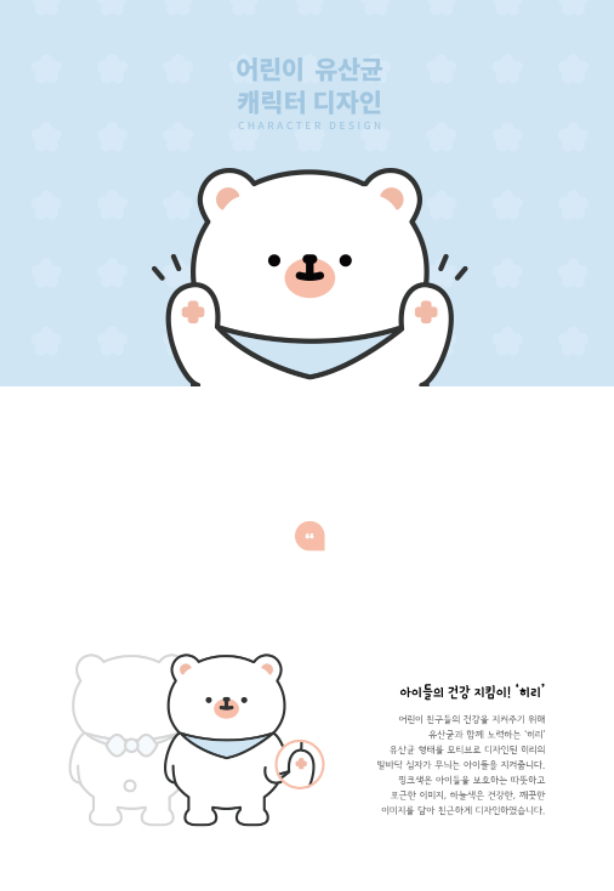 어린이 유산균
캐릭터 디자인
CHARACTER DESIGN
“
아이들의 건강 지킴이! ‘히리’
어린이 친구들의 건강을 지켜주기 위해
유산균과 함께 노력하는 ‘히리’
유산균 형태를 모티브로 디자인된 히리의
발바닥 십자가 무늬는 아이들을 지켜줍니다.
핑크색은 아이들을 보호하는 따뜻하고
포근한 이미지, 하늘색은 건강한, 깨끗한
이미지를 담아 친근하게 디자인하였습니다.